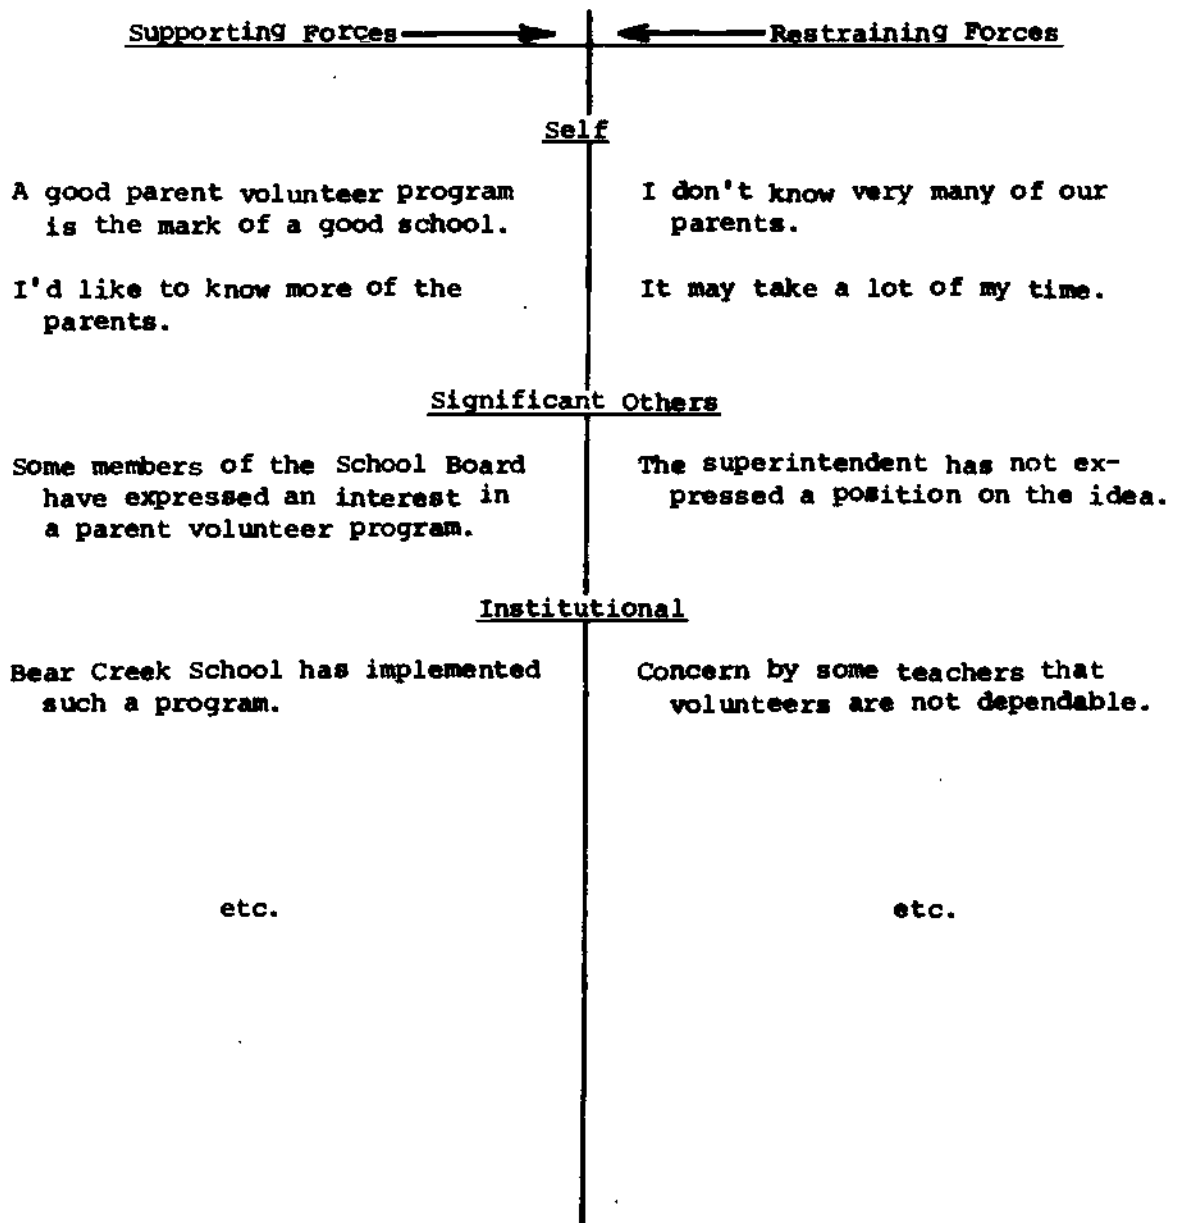 Supporting Forces
Restraining Forces
Self
A good parent volunteer program
is the mark of a good school.
I'd like to know more of the
parents.
I don't know very many of our
parents.
It may take a lot of my time.
Significant Others
Some members of the School Board
have expressed an interest in
a parent volunteer program.
The superintendent has not ex-
pressed a position on the idea.
Institutional
Bear Creek School has implemented
such a program.
Concern by some teachers that
volunteers are not dependable.
etc.
etc.